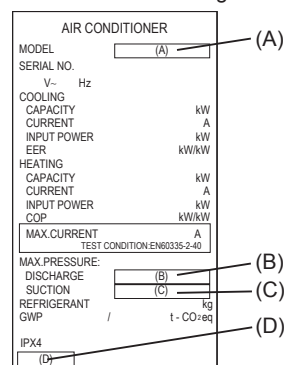 AIR CONDITIONER
MODEL (A) (A)
SERIAL NO.
V~ Hz
COOLING
CAPACITY kW
CURRENT A
INPUT POWER kW
EER kW/kW
HEATING
CAPACITY kW
CURRENT A
INPUT POWER kW
COP kW/kW
MAX.CURRENT A
TEST CONDITION:EN60335-2-40
MAX.PRESSURE:
DISCHARGE (B) (B)
SUCTION (C) (C)
REFRIGERANT kg
GWP / t - CO2eq
(D)
IPX4
(D)